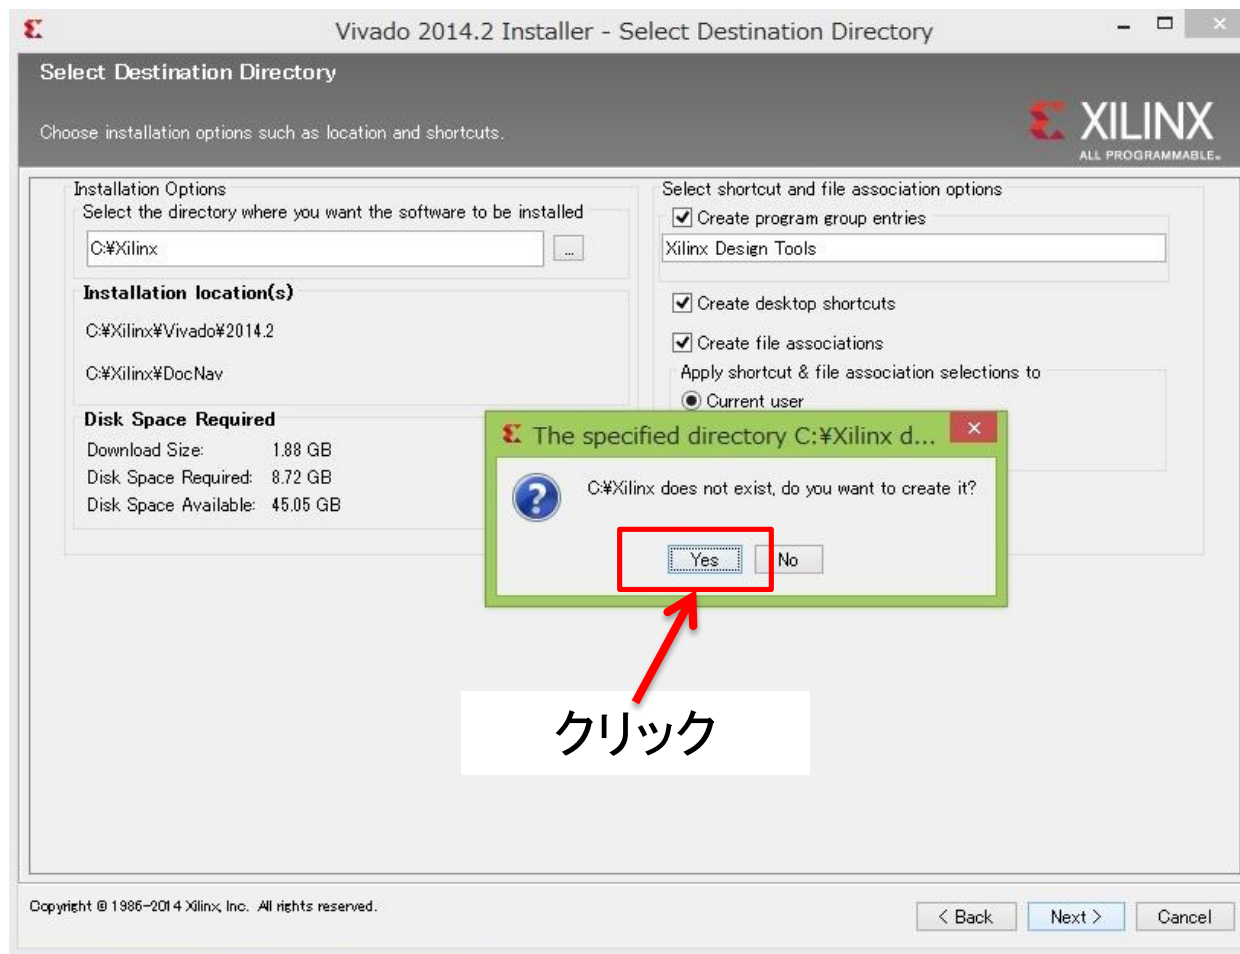 Vivado 2014.2 Installer - Select Destination Directory
Select Destination Directory
Choose installation options such as location and shortcuts.
XILINX
ALL PROGRAMMABLE.
Installation Options
Select the directory where you want the software to be installed
C:¥Xilinx
...
Installation location(s)
C:¥Xilinx¥Vivado¥2014.2
C:¥Xilinx¥DocNav
Disk Space Required
Download Size: 1.88 GB
Disk Space Required: 8.72 GB
Disk Space Available: 45.05 GB
Select shortcut and file association options
Create program group entries
Xilinx Design Tools
Create desktop shortcuts
Create file associations
Apply shortcut & file association selections to
Current user
The specified directory C:¥Xilinx d...
C:¥Xilinx does not exist, do you want to create it?
Yes No
クリック
Copyright © 1986-2014 Xilinx, Inc. All rights reserved.
< Back Next > Cancel